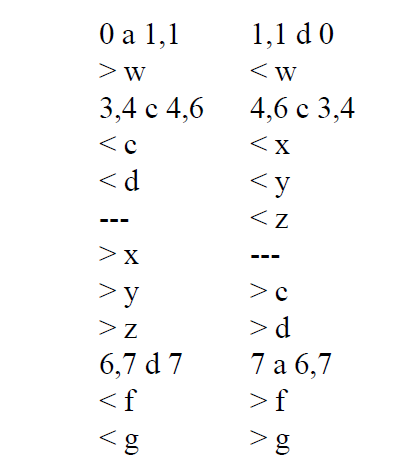 0 a 1,1
> w
3,4 c 4,6
< c
< d
---
> x
> y
> z
6,7 d 7
< f
< g
1,1 d 0
< w
4,6 c 3,4
< x
< y
< z
---
> c
> d
7 a 6,7
> f
> g